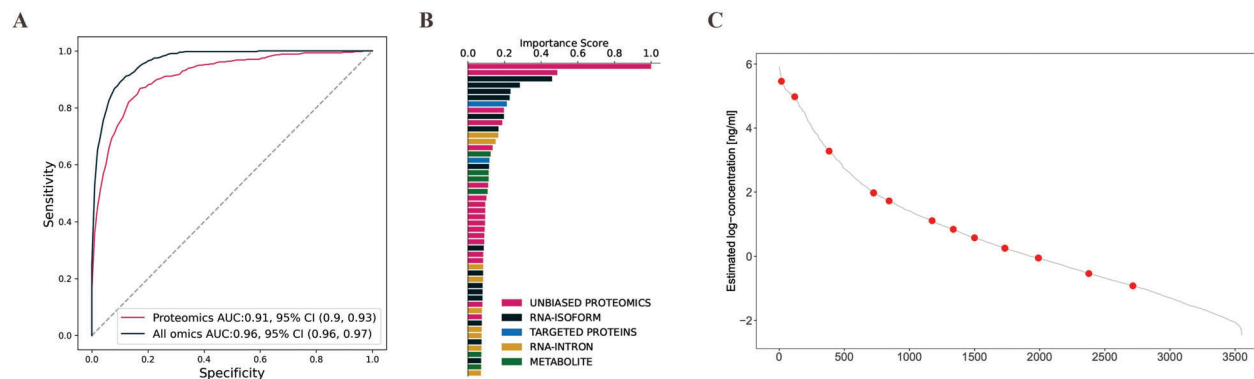 A
1.0
0.8
0.6
0.4
0.2
0.0
Sensitivity
0.0 0.2 0.4 0.6 0.8 1.0
Specificity
Proteomics AUC:0.91, 95% CI (0.9, 0.93)
All omics AUC:0.96, 95% CI (0.96, 0.97)
B
Importance Score
0.0 0.2 0.4 0.6 0.8 1.0
UNBIASED PROTEOMICS
RNA-ISOFORM
TARGETED PROTEINS
RNA-INTRON
METABOLITE
C
Estimated log-concentration [ng/ml]
6
4
2
0
−2
0 500 1000 1500 2000 2500 3000 3500